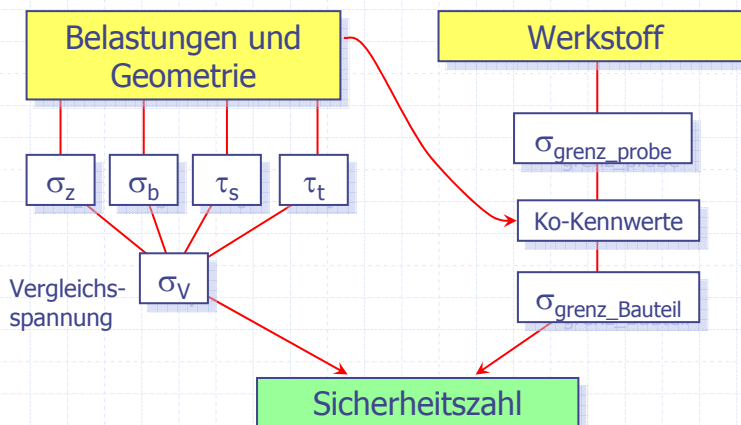 Belastungen und
Geometrie
Werkstoff
σgrenz_probe
σz
σb
τs
τt
Ko-Kennwerte
Vergleichs-
spannung
σV
σgrenz_Bauteil
Sicherheitszahl